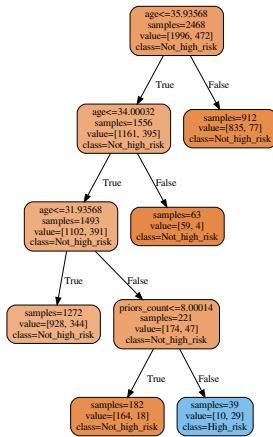 age<=35.93568
samples=2468
value=[1996, 472]
class=Not_high_risk
True
False
age<=34.00032
samples=1556
value=[1161, 395]
class=Not_high_risk
samples=912
value=[835, 77]
class=Not_high_risk
True
False
age<=31.93568
samples=1493
value=[1102, 391]
class=Not_high_risk
samples=63
value=[59, 4]
class=Not_high_risk
True
False
samples=1272
value=[928, 344]
class=Not_high_risk
priors_count<=8.00014
samples=221
value=[174, 47]
class=Not_high_risk
True
False
samples=182
value=[164, 18]
class=Not_high_risk
samples=39
value=[10, 29]
class=High_risk